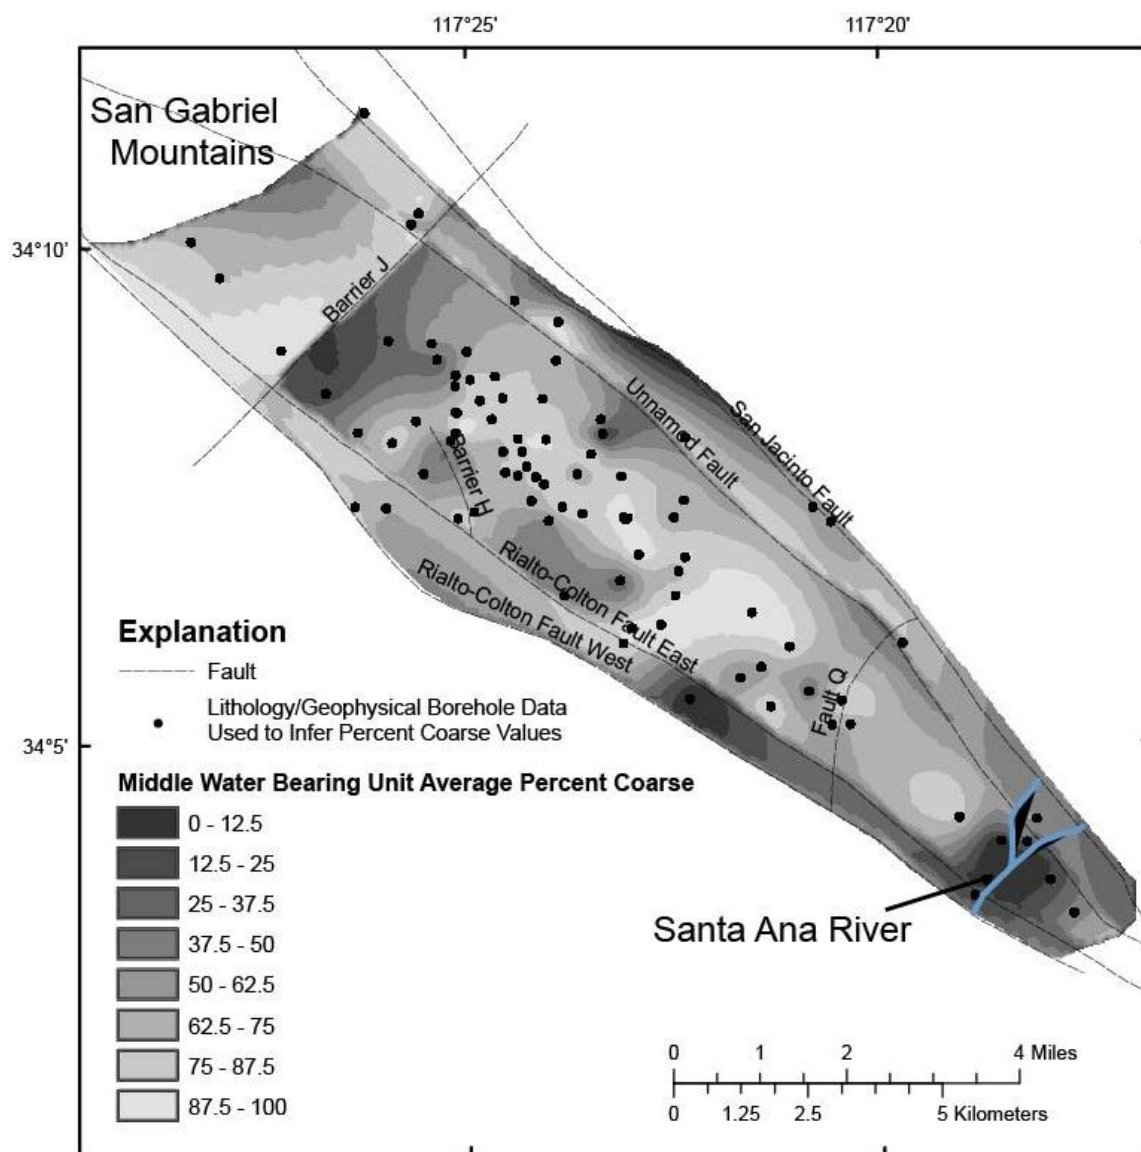 117°25'
117°20'
San Gabriel
Mountains
34°10'
Barrier J
Unnamed Fault
San Jacinto Fault
Barrier H
Rialto-Colton Fault East
Rialto-Colton Fault West
Fault Q
Explanation
Fault
Lithology/Geophysical Borehole Data
Used to Infer Percent Coarse Values
34°5'
Middle Water Bearing Unit Average Percent Coarse
0 - 12.5
12.5 - 25
25 - 37.5
37.5 - 50
50 - 62.5
62.5 - 75
75 - 87.5
87.5 - 100
Santa Ana River
0 1 2 4 Miles
0 1.25 2.5 5 Kilometers